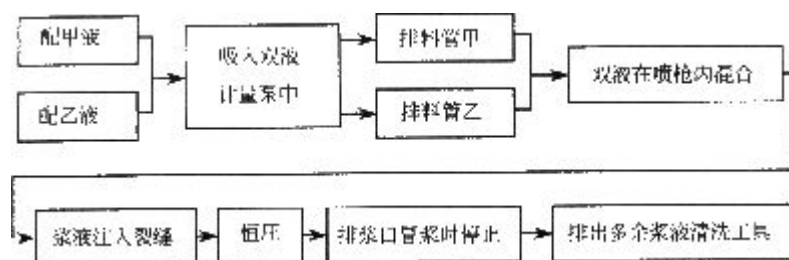 配甲液
配乙液
吸入双液
计量泵中
排料管甲
排料管乙
双液在喷枪内混合
浆液注入裂缝
恒压
排浆口管浆时停止
排出多余浆液清洗工具